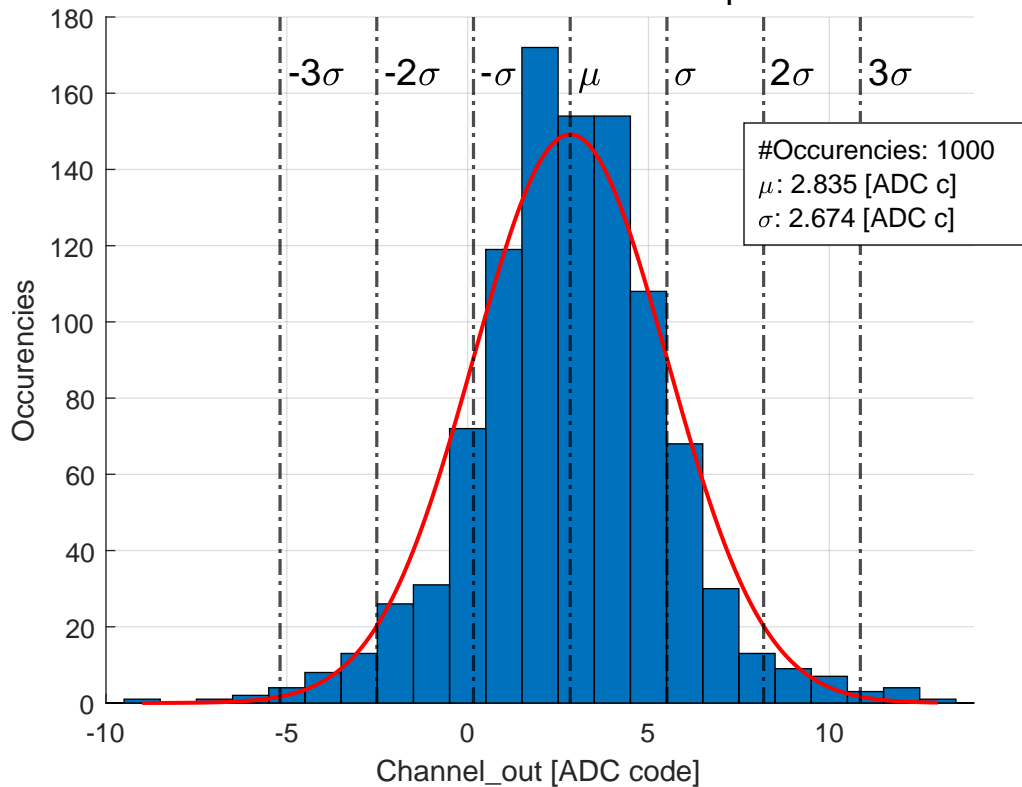 180
160
140
120
100
80
60
40
20
0
-3σ
-2σ
-σ
μ
σ
2σ
3σ
#Occurencies: 1000
μ: 2.835 [ADC c]
σ: 2.674 [ADC c]
Occurencies
-10
-5
0
5
10
Channel_out [ADC code]